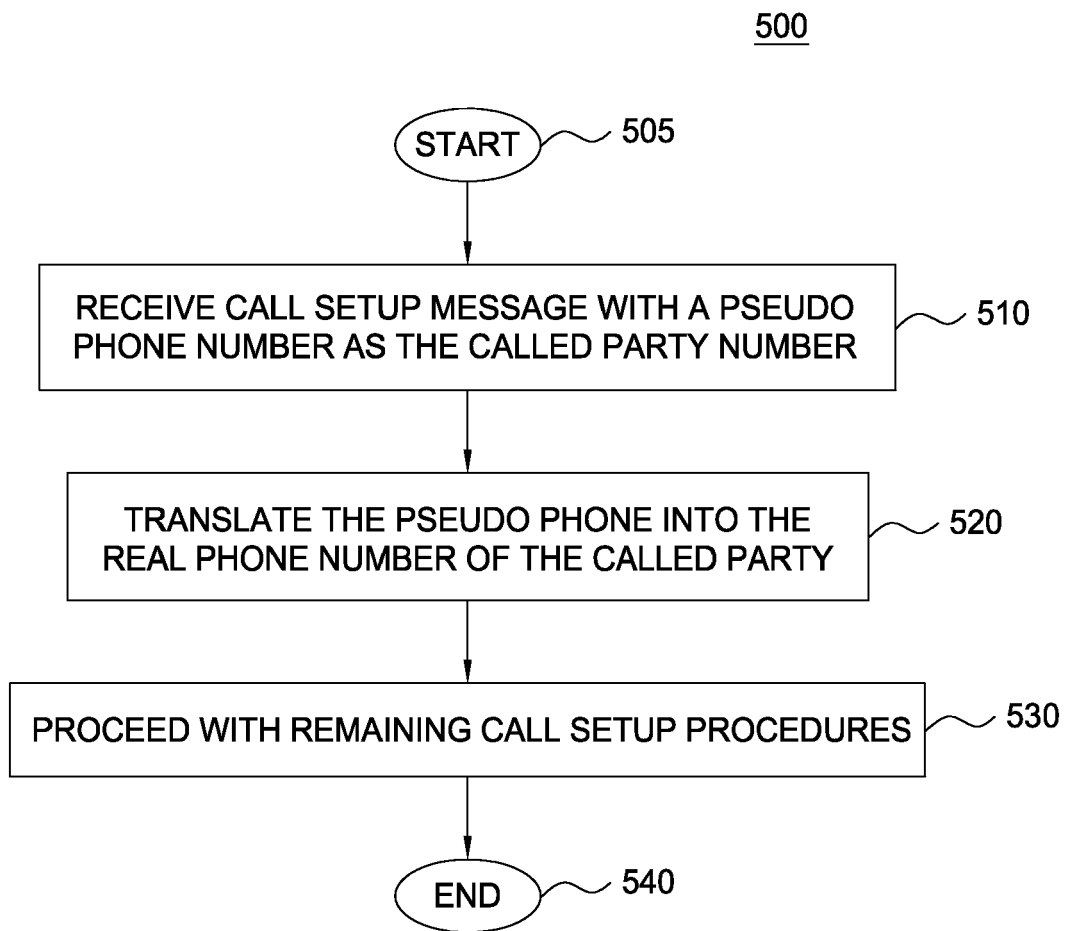 500
START
505
RECEIVE CALL SETUP MESSAGE WITH A PSEUDO
PHONE NUMBER AS THE CALLED PARTY NUMBER
510
TRANSLATE THE PSEUDO PHONE INTO THE
REAL PHONE NUMBER OF THE CALLED PARTY
520
PROCEED WITH REMAINING CALL SETUP PROCEDURES
530
END
540